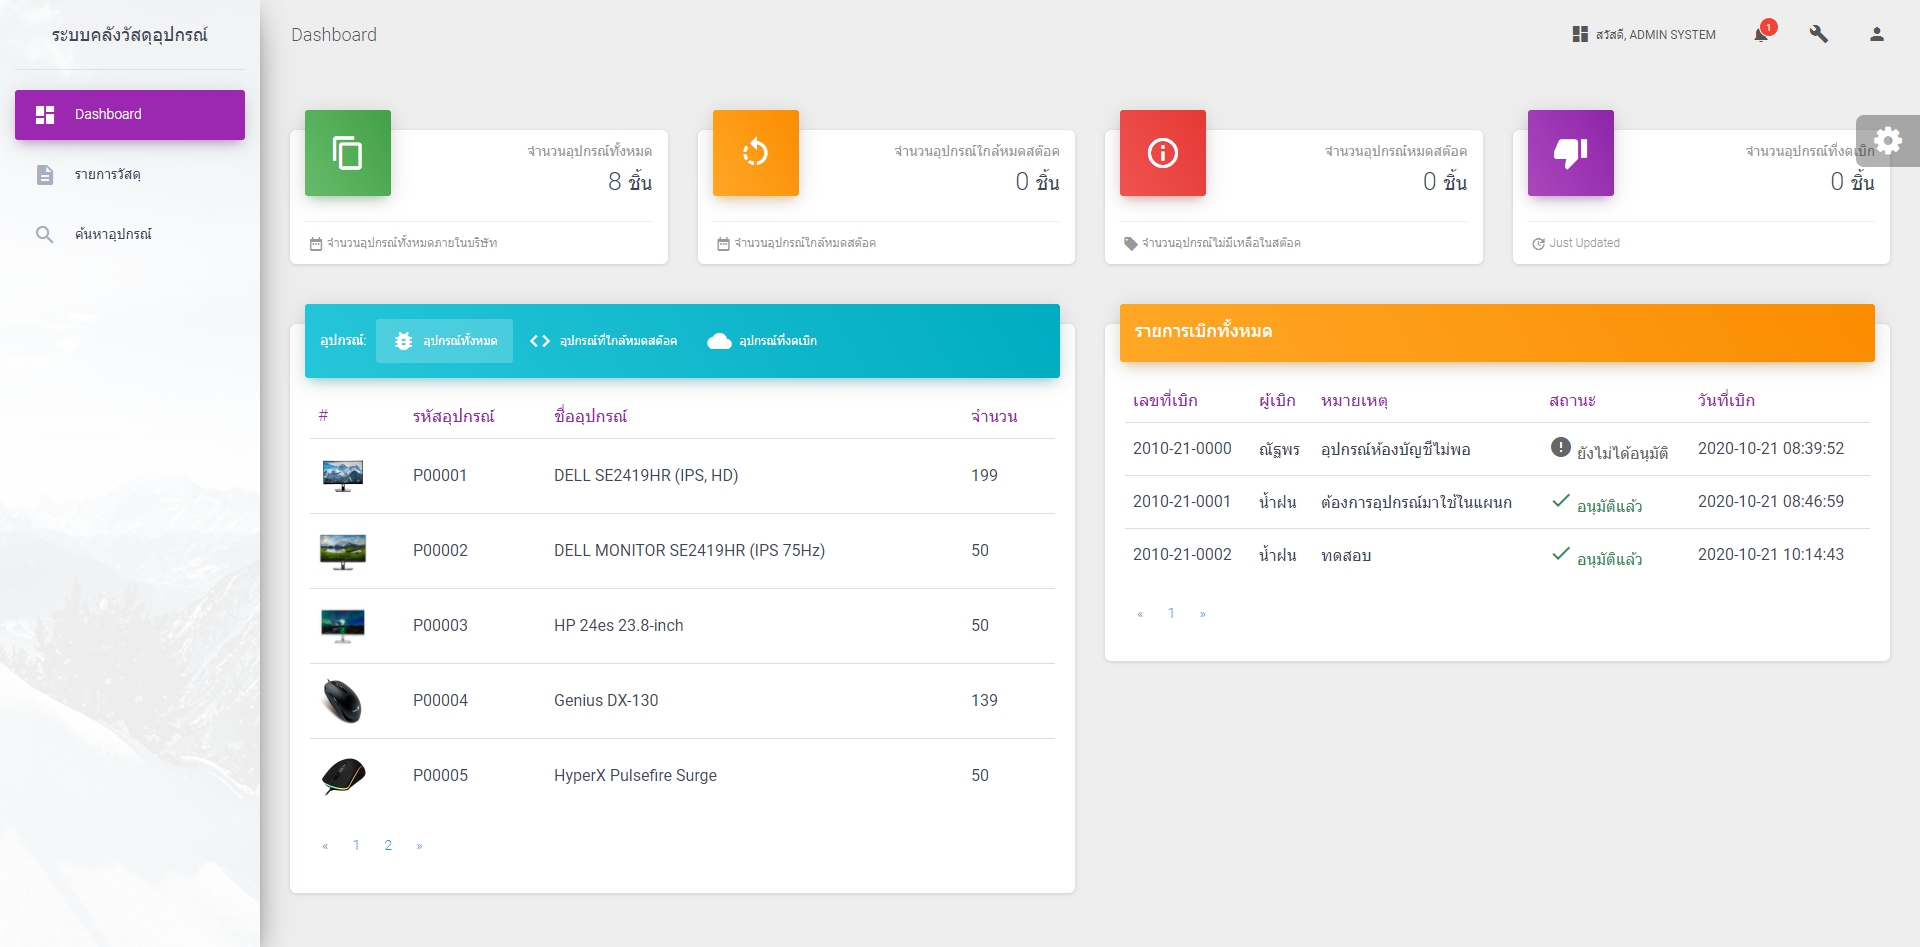 ระบบคลังวัสดุอุปกรณ์
Dashboard
รายการวัสดุ
ค้นหาอุปกรณ์
Dashboard
สวัสดี, ADMIN SYSTEM
1
จำนวนอุปกรณ์ทั้งหมด
8 ชิ้น
จำนวนอุปกรณ์ทั้งหมดภายในบริษัท
จำนวนอุปกรณ์ใกล้หมดสต๊อค
0 ชิ้น
จำนวนอุปกรณ์ใกล้หมดสต๊อค
จำนวนอุปกรณ์หมดสต๊อค
0 ชิ้น
จำนวนอุปกรณ์ไม่มีเหลือในสต๊อค
จำนวนอุปกรณ์ที่งดเบิก
0 ชิ้น
Just Updated
อุปกรณ์: อุปกรณ์ทั้งหมด อุปกรณ์ที่ใกล้หมดสต๊อค อุปกรณ์ที่งดเบิก
# รหัสอุปกรณ์ ชื่ออุปกรณ์ จำนวน
P00001 DELL SE2419HR (IPS, HD) 199
P00002 DELL MONITOR SE2419HR (IPS 75Hz) 50
P00003 HP 24es 23.8-inch 50
P00004 Genius DX-130 139
P00005 HyperX Pulsefire Surge 50
« 1 2 »
รายการเบิกทั้งหมด
เลขที่เบิก ผู้เบิก หมายเหตุ สถานะ วันที่เบิก
2010-21-0000 ณัฐพร อุปกรณ์ห้องบัญชีไม่พอ ยังไม่ได้อนุมัติ 2020-10-21 08:39:52
2010-21-0001 น้ำฝน ต้องการอุปกรณ์มาใช้ในแผนก อนุมัติแล้ว 2020-10-21 08:46:59
2010-21-0002 น้ำฝน ทดสอบ อนุมัติแล้ว 2020-10-21 10:14:43
« 1 »